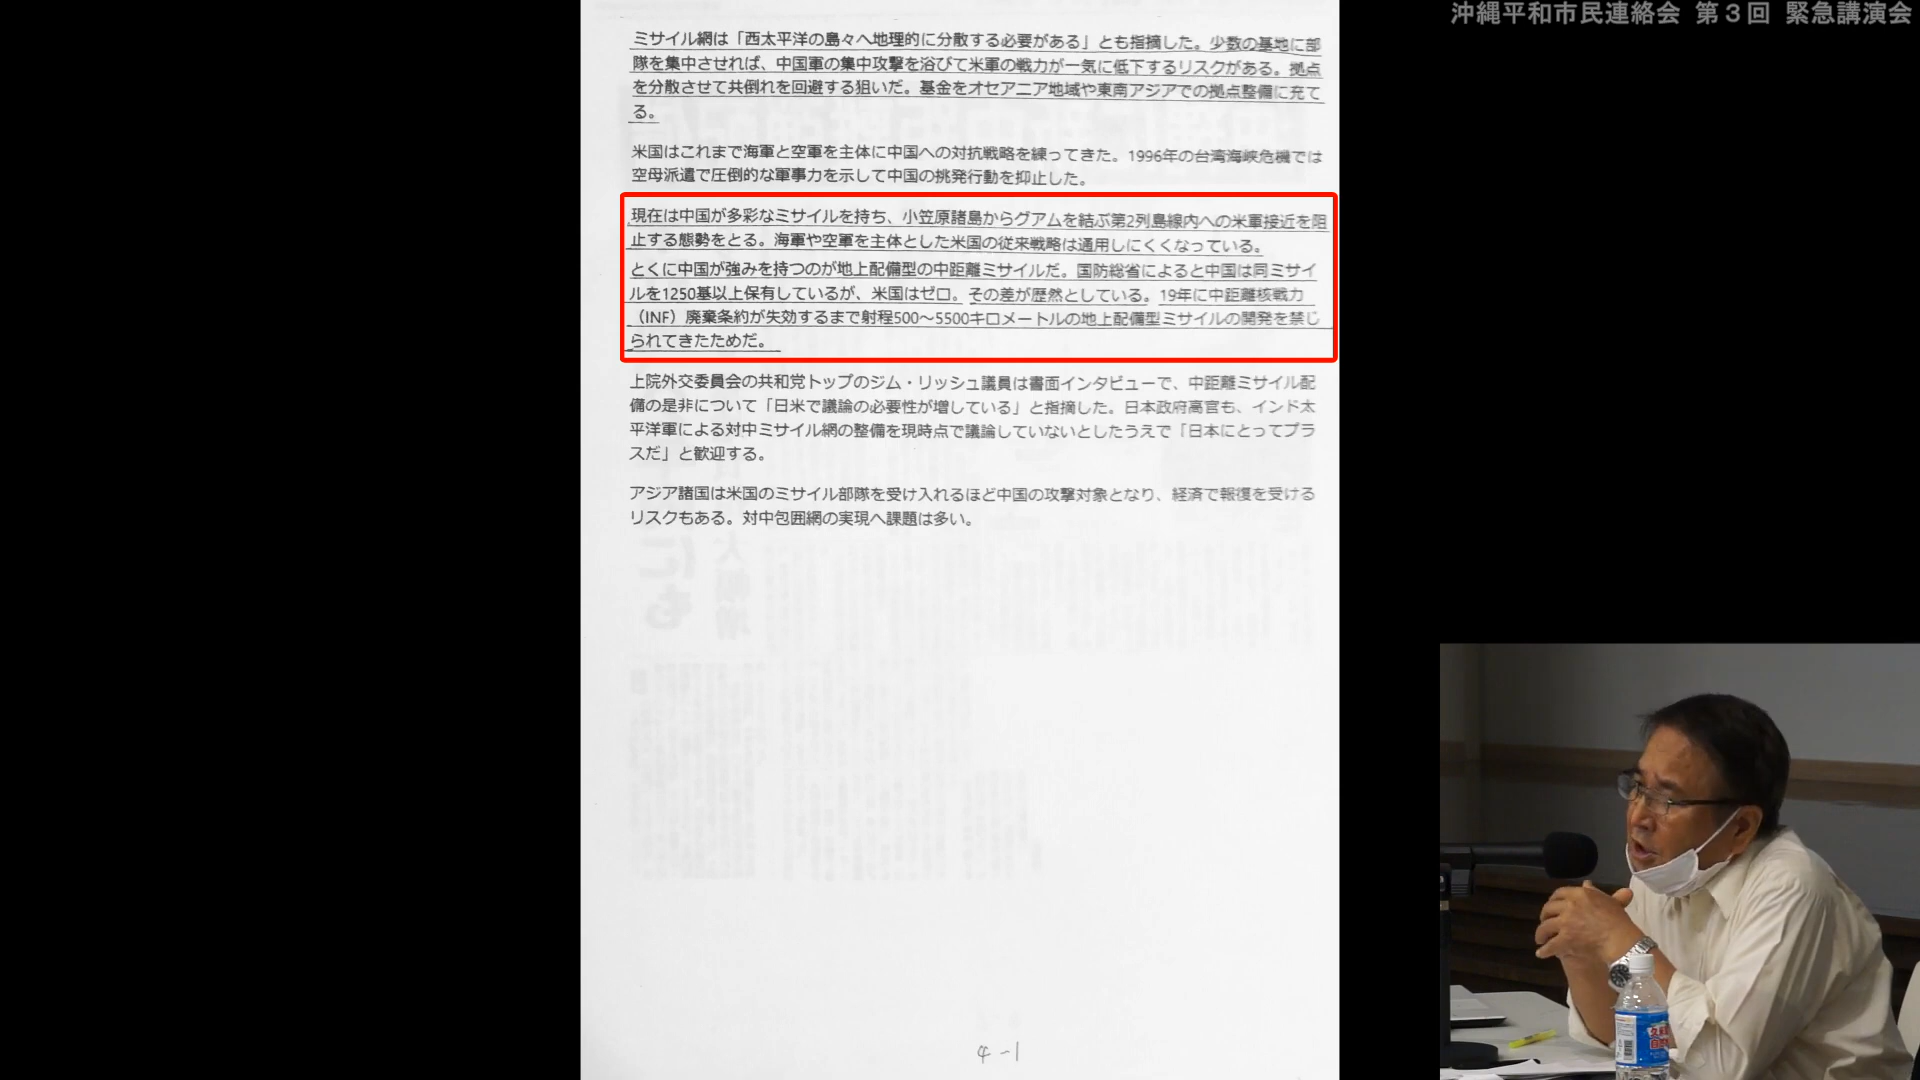 沖縄平和市民連絡会 第３回 緊急講演会
ミサイル網は「西太平洋の島々へ地理的に分散する必要がある」とも指摘した。少数の基地に部
隊を集中させれば、中国軍の集中攻撃を浴びて米軍の戦力が一気に低下するリスクがある。拠点
を分散させて共倒れを回避する狙いだ。基金をオセアニア地域や東南アジアでの拠点整備に充て
る。
米国はこれまで海軍と空軍を主体に中国への対抗戦略を練ってきた。1996年の台湾海峡危機では
空母派遣で圧倒的な軍事力を示して中国の挑発行動を抑止した。
現在は中国が多彩なミサイルを持ち、小笠原諸島からグアムを結ぶ第2列島線内への米軍接近を阻
止する態勢をとる。海軍や空軍を主体とした米国の従来戦略は通用しにくくなっている。
とくに中国が強みを持つのが地上配備型の中距離ミサイルだ。国防総省によると中国は同ミサイ
ルを1250基以上保有しているが、米国はゼロ。その差が歴然としている。19年に中距離核戦力
（INF）廃棄条約が失効するまで射程500～5500キロメートルの地上配備型ミサイルの開発を禁じ
られてきたためだ。
上院外交委員会の共和党トップのジム・リッシュ議員は書面インタビューで、中距離ミサイル配
備の是非について「日米で議論の必要性が増している」と指摘した。日本政府高官も、インド太
平洋軍による対中ミサイル網の整備を現時点で議論していないとしたうえで「日本にとってプラ
スだ」と歓迎する。
アジア諸国は米国のミサイル部隊を受け入れるほど中国の攻撃対象となり、経済で報復を受ける
リスクもある。対中包囲網の実現へ課題は多い。
4-1